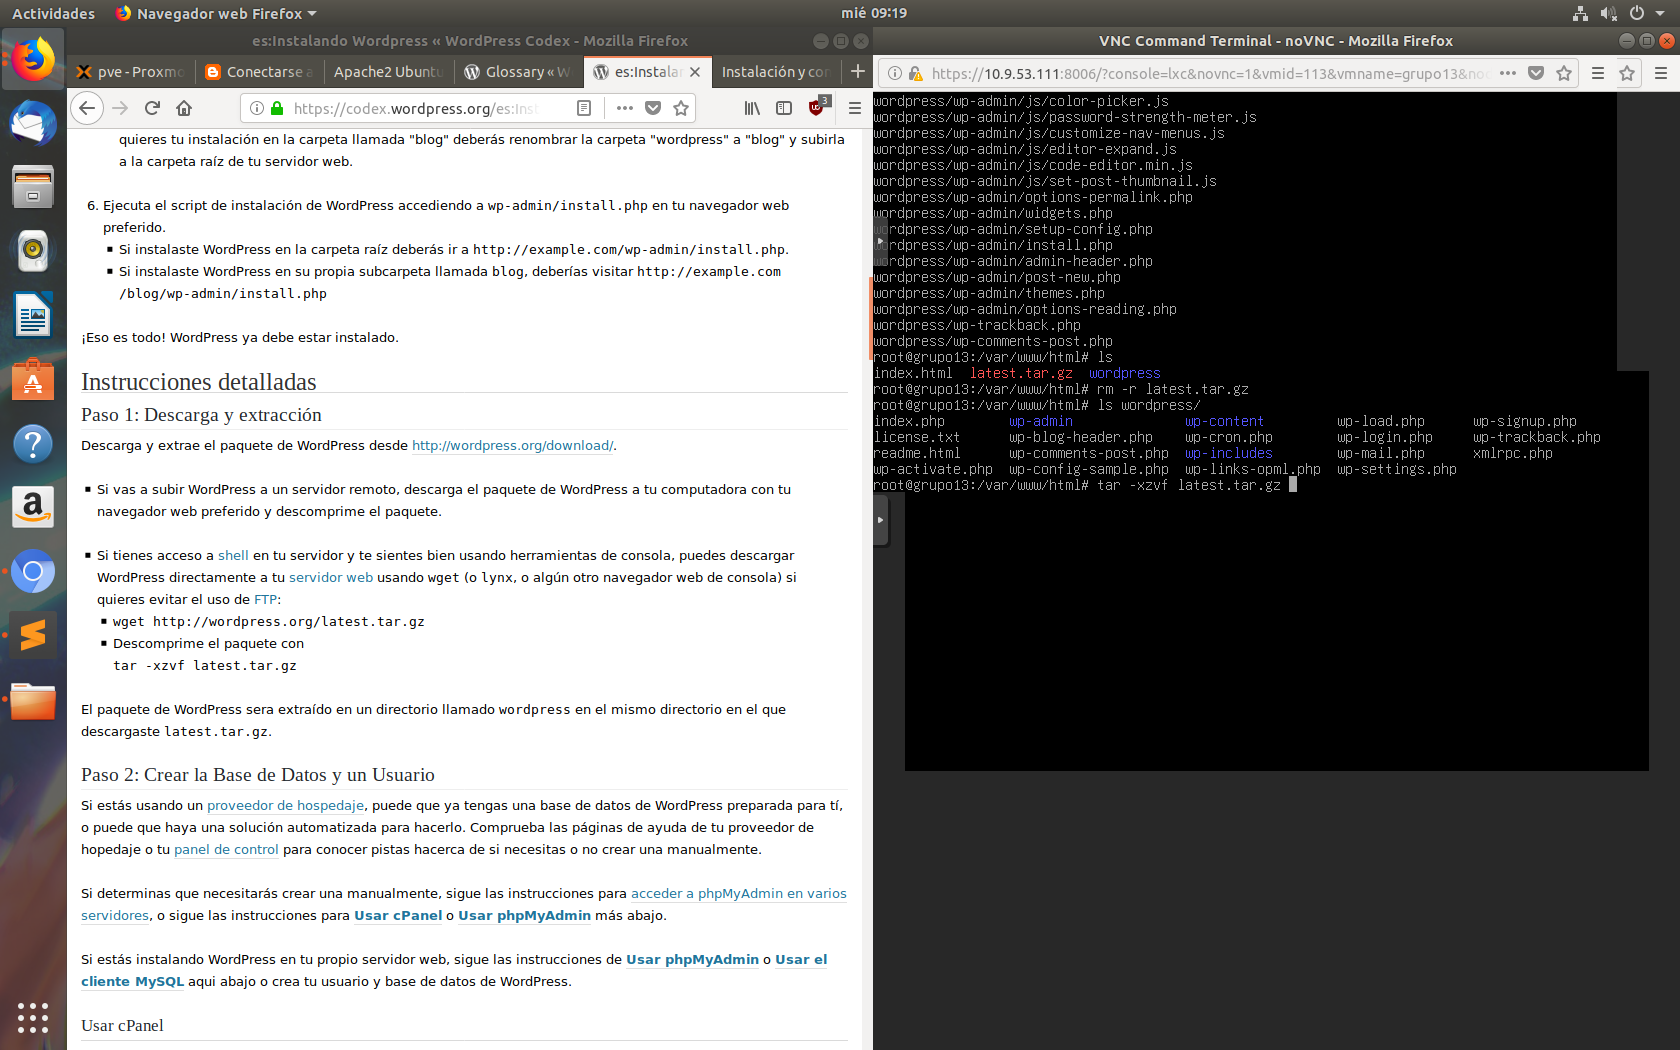 Actividades
Navegador web Firefox
mié 09:19
es:Instalando Wordpress « WordPress Codex - Mozilla Firefox
pve - Proxmo
Conectarse a
Apache2 Ubuntu
Glossary « W
es:Instalar
Instalación y con
https://codex.wordpress.org/es:Inst
3
quieres tu instalación en la carpeta llamada "blog" deberás renombrar la carpeta "wordpress" a "blog" y subirla
a la carpeta raíz de tu servidor web.
6. Ejecuta el script de instalación de WordPress accediendo a wp-admin/install.php en tu navegador web
preferido.
Si instalaste WordPress en la carpeta raíz deberás ir a http://example.com/wp-admin/install.php.
Si instalaste WordPress en su propia subcarpeta llamada blog, deberías visitar http://example.com
/blog/wp-admin/install.php
¡Eso es todo! WordPress ya debe estar instalado.
Instrucciones detalladas
Paso 1: Descarga y extracción
Descarga y extrae el paquete de WordPress desde http://wordpress.org/download/.
Si vas a subir WordPress a un servidor remoto, descarga el paquete de WordPress a tu computadora con tu
navegador web preferido y descomprime el paquete.
Si tienes acceso a shell en tu servidor y te sientes bien usando herramientas de consola, puedes descargar
WordPress directamente a tu servidor web usando wget (o lynx, o algún otro navegador web de consola) si
quieres evitar el uso de FTP:
wget http://wordpress.org/latest.tar.gz
Descomprime el paquete con
tar -xzvf latest.tar.gz
El paquete de WordPress sera extraído en un directorio llamado wordpress en el mismo directorio en el que
descargaste latest.tar.gz.
Paso 2: Crear la Base de Datos y un Usuario
Si estás usando un proveedor de hospedaje, puede que ya tengas una base de datos de WordPress preparada para tí,
o puede que haya una solución automatizada para hacerlo. Comprueba las páginas de ayuda de tu proveedor de
hopedaje o tu panel de control para conocer pistas hacerca de si necesitas o no crear una manualmente.
Si determinas que necesitarás crear una manualmente, sigue las instrucciones para acceder a phpMyAdmin en varios
servidores, o sigue las instrucciones para Usar cPanel o Usar phpMyAdmin más abajo.
Si estás instalando WordPress en tu propio servidor web, sigue las instrucciones de Usar phpMyAdmin o Usar el
cliente MySQL aqui abajo o crea tu usuario y base de datos de WordPress.
Usar cPanel
VNC Command Terminal - noVNC - Mozilla Firefox
https://10.9.53.111:8006/?console=lxc&novnc=1&vmid=113&vmname=grupo13&nod
wordpress/wp-admin/js/color-picker.js
wordpress/wp-admin/js/password-strength-meter.js
wordpress/wp-admin/js/customize-nav-menus.js
wordpress/wp-admin/js/editor-expand.js
wordpress/wp-admin/js/code-editor.min.js
wordpress/wp-admin/js/set-post-thumbnail.js
wordpress/wp-admin/options-permalink.php
wordpress/wp-admin/widgets.php
wordpress/wp-admin/setup-config.php
wordpress/wp-admin/install.php
wordpress/wp-admin/admin-header.php
wordpress/wp-admin/post-new.php
wordpress/wp-admin/themes.php
wordpress/wp-admin/options-reading.php
wordpress/wp-trackback.php
wordpress/wp-comments-post.php
root@grupo13:/var/www/html# ls
index.html latest.tar.gz wordpress
root@grupo13:/var/www/html# rm -r latest.tar.gz
root@grupo13:/var/www/html# ls wordpress/
index.php wp-admin wp-content wp-load.php wp-signup.php
license.txt wp-blog-header.php wp-cron.php wp-login.php wp-trackback.php
readme.html wp-comments-post.php wp-includes wp-mail.php xmlrpc.php
wp-activate.php wp-config-sample.php wp-links-opml.php wp-settings.php
root@grupo13:/var/www/html# tar -xzvf latest.tar.gz